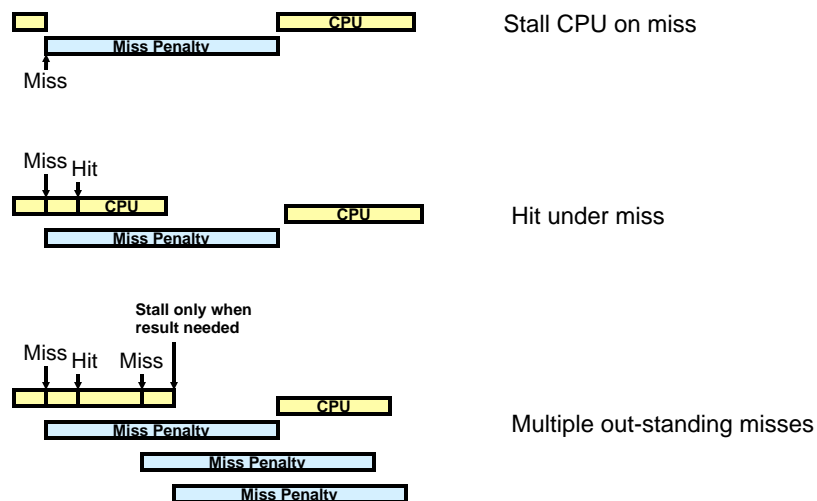 CPU
Stall CPU on miss
Miss Penalty
Miss
Miss
Hit
CPU
CPU
Hit under miss
Miss Penalty
Stall only when
result needed
Miss
Hit
Miss
CPU
Miss Penalty
Multiple out-standing misses
Miss Penalty
Miss Penalty